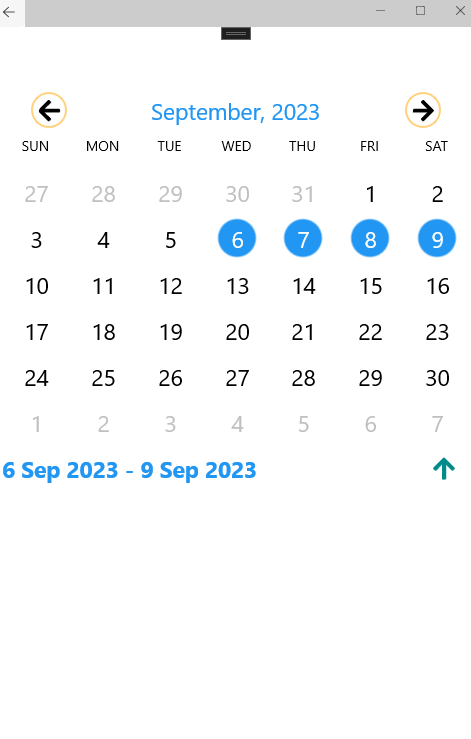 September, 2023
SUN MON TUE WED THU FRI SAT
27 28 29 30 31 1 2
3 4 5 6 7 8 9
10 11 12 13 14 15 16
17 18 19 20 21 22 23
24 25 26 27 28 29 30
1 2 3 4 5 6 7
6 Sep 2023 - 9 Sep 2023